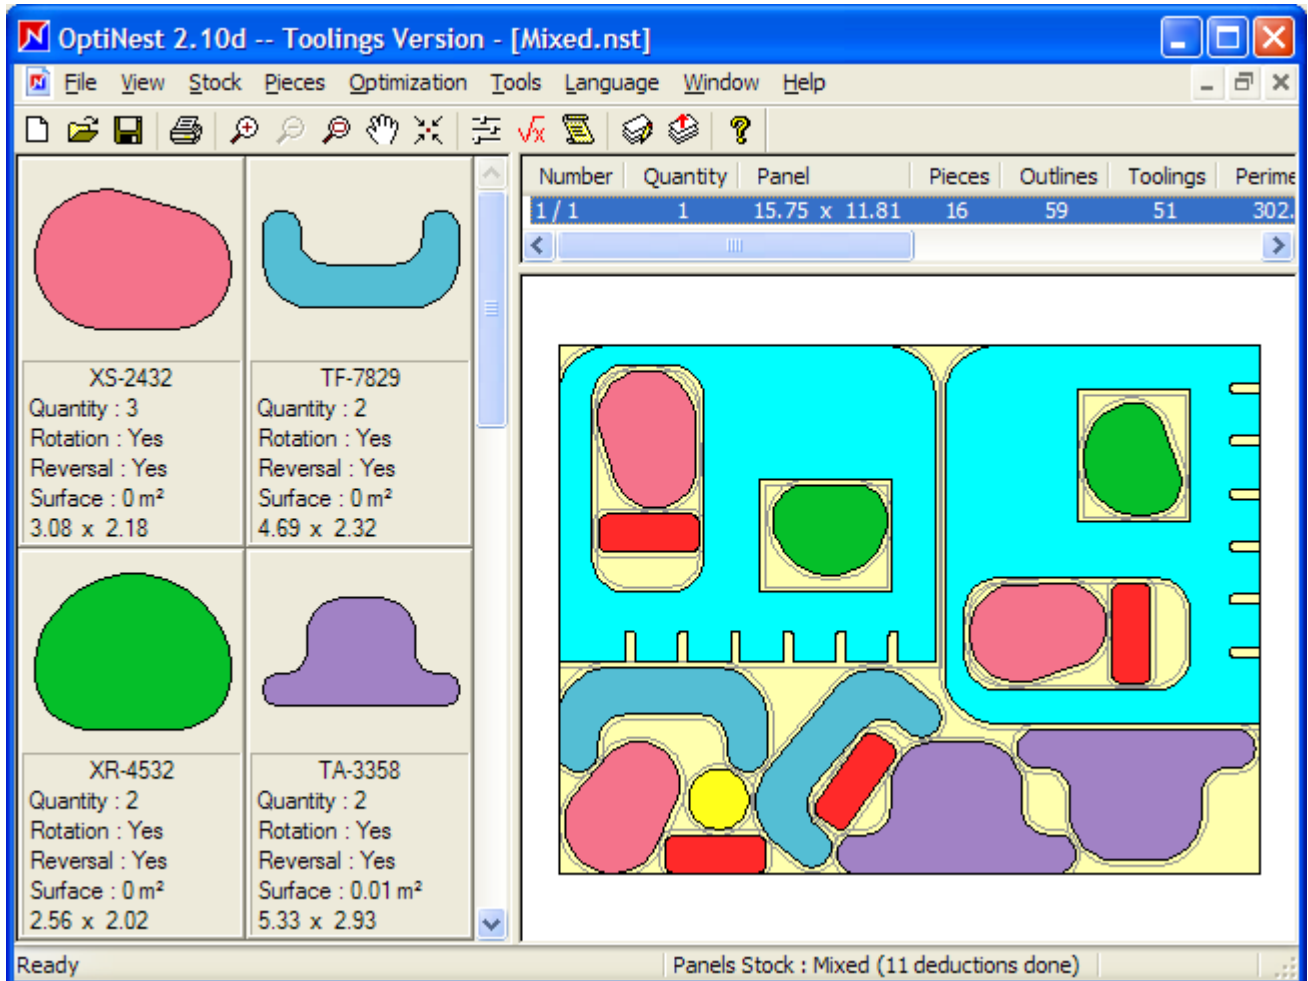 OptiNest 2.10d -- Toolings Version - [Mixed.nst]
File View Stock Pieces Optimization Tools Language Window Help
Number Quantity Panel Pieces Outlines Toolings Perime
1 / 1 1 15.75 x 11.81 16 59 51 302.
XS-2432
Quantity : 3
Rotation : Yes
Reversal : Yes
Surface : 0 m²
3.08 x 2.18
TF-7829
Quantity : 2
Rotation : Yes
Reversal : Yes
Surface : 0 m²
4.69 x 2.32
XR-4532
Quantity : 2
Rotation : Yes
Reversal : Yes
Surface : 0 m²
2.56 x 2.02
TA-3358
Quantity : 2
Rotation : Yes
Reversal : Yes
Surface : 0.01 m²
5.33 x 2.93
Ready Panels Stock : Mixed (11 deductions done)